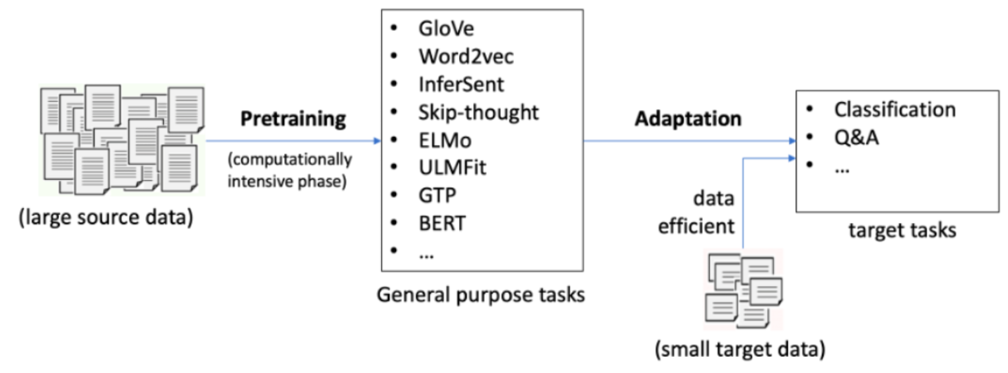 (large source data)
Pretraining
(computationally
intensive phase)
• GloVe
• Word2vec
• InferSent
• Skip-thought
• ELMo
• ULMFit
• GTP
• BERT
• ...
General purpose tasks
Adaptation
data
efficient
(small target data)
• Classification
• Q&A
• ...
target tasks